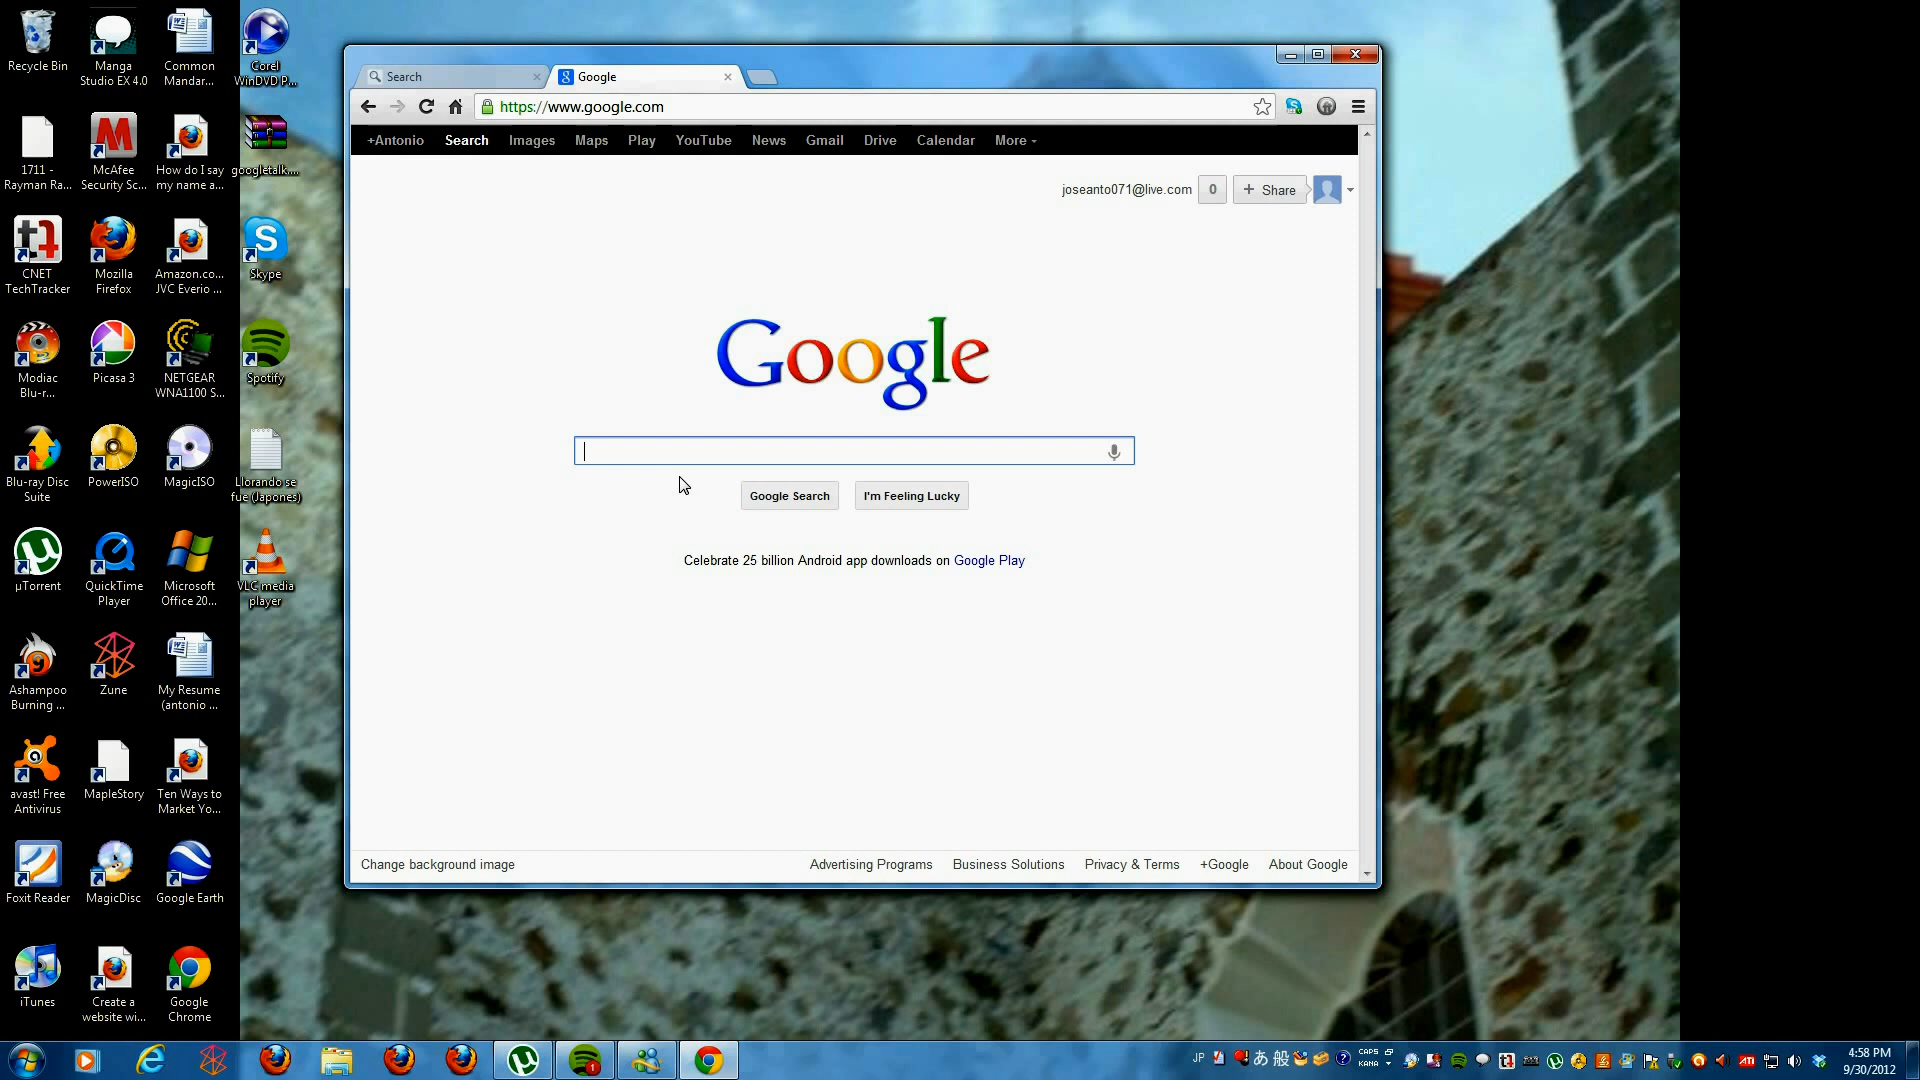 Recycle Bin
Manga
Studio EX 4.0
Common
Mandar...
Corel
WinDVD P...
1711 -
Rayman Ra...
McAfee
Security Sc...
How do I say
my name a...
googletalk....
CNET
TechTracker
Mozilla
Firefox
Amazon.co...
JVC Everio ...
Skype
Modiac
Blu-r...
Picasa 3
NETGEAR
WNA1100 S...
Spotify
Blu-ray Disc
Suite
PowerISO
MagicISO
Llorando se
fue (Japones)
µTorrent
QuickTime
Player
Microsoft
Office 20...
VLC media
player
Ashampoo
Burning ...
Zune
My Resume
(antonio ...
avast! Free
Antivirus
MapleStory
Ten Ways to
Market Yo...
Foxit Reader
MagicDisc
Google Earth
iTunes
Create a
website wi...
Google
Chrome
Search
Google
https://www.google.com
+Antonio Search Images Maps Play YouTube News Gmail Drive Calendar More
joseanto071@live.com 0 + Share
Google
Google Search I'm Feeling Lucky
Celebrate 25 billion Android app downloads on Google Play
Change background image Advertising Programs Business Solutions Privacy & Terms +Google About Google
JP あ 般 CAPS
KANA
ATI
4:58 PM
9/30/2012